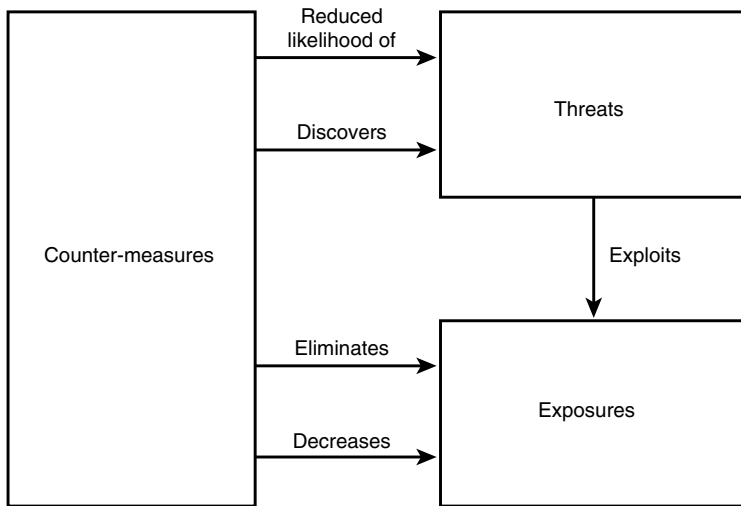 Reduced
likelihood of
Threats
Discovers
Counter-measures
Exploits
Eliminates
Exposures
Decreases